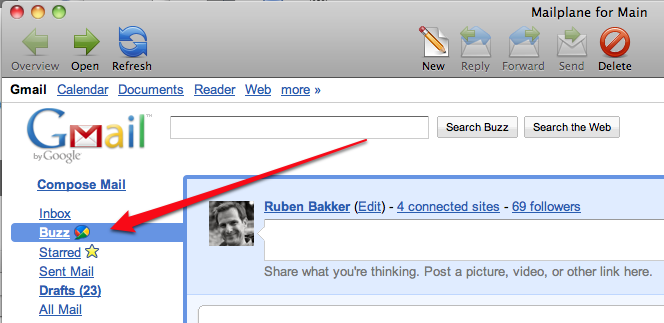 Mailplane for Main
Overview Open Refresh New Reply Forward Send Delete
Gmail Calendar Documents Reader Web more »
Gmail™
by Google
Search Buzz Search the Web
Compose Mail
Ruben Bakker (Edit) - 4 connected sites - 69 followers
Inbox
Buzz
Starred
Sent Mail
Share what you're thinking. Post a picture, video, or other link here.
Drafts (23)
All Mail